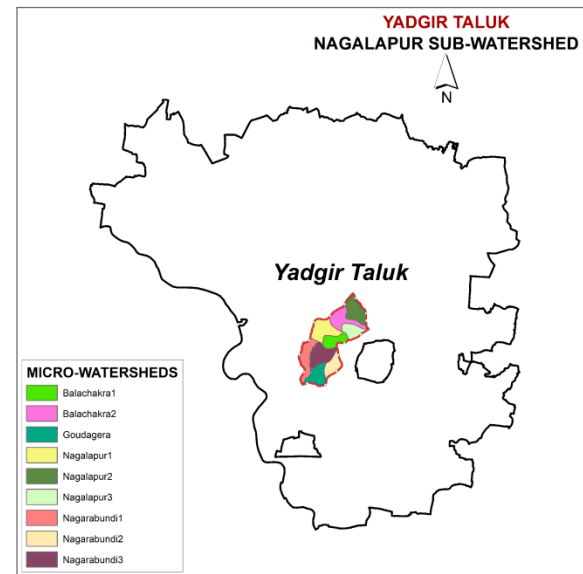 YADGIR TALUK
NAGALAPUR SUB-WATERSHED
N
Yadgir Taluk
MICRO-WATERSHEDS
Balachakra1
Balachakra2
Goudagera
Nagalapur1
Nagalapur2
Nagalapur3
Nagarabundi1
Nagarabundi2
Nagarabundi3